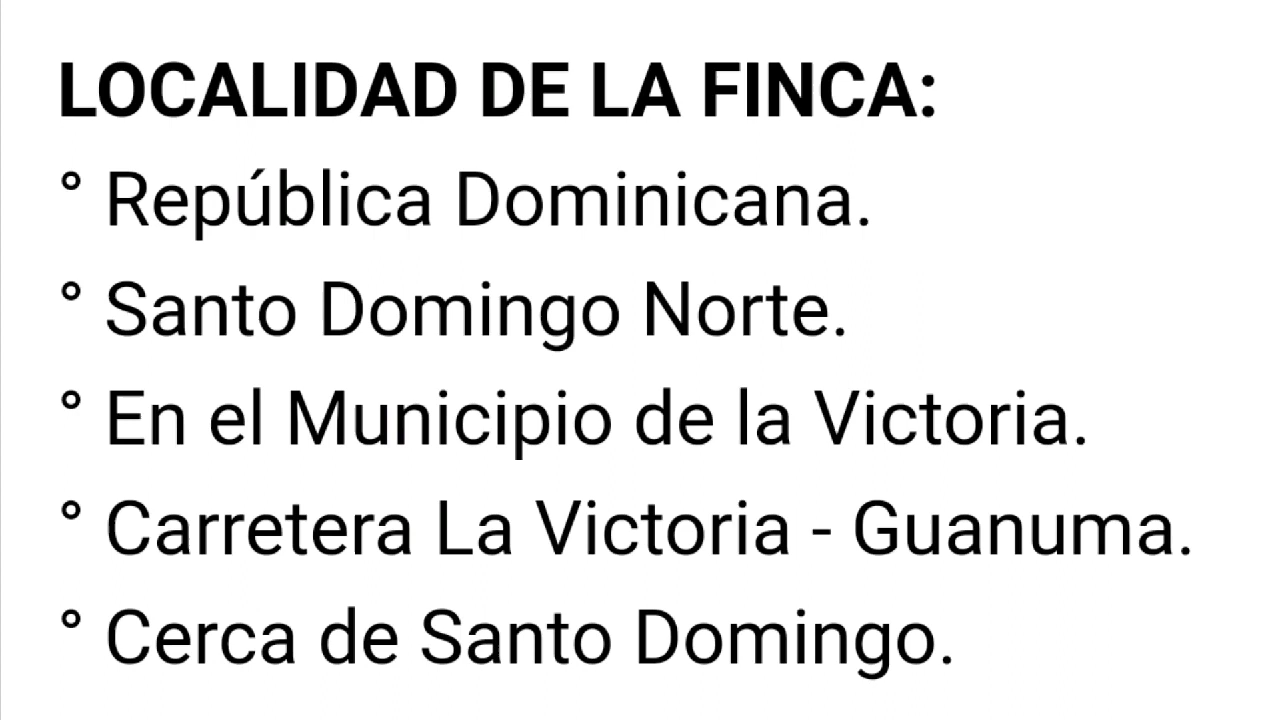 LOCALIDAD DE LA FINCA:
° República Dominicana.
° Santo Domingo Norte.
° En el Municipio de la Victoria.
° Carretera La Victoria - Guanuma.
° Cerca de Santo Domingo.